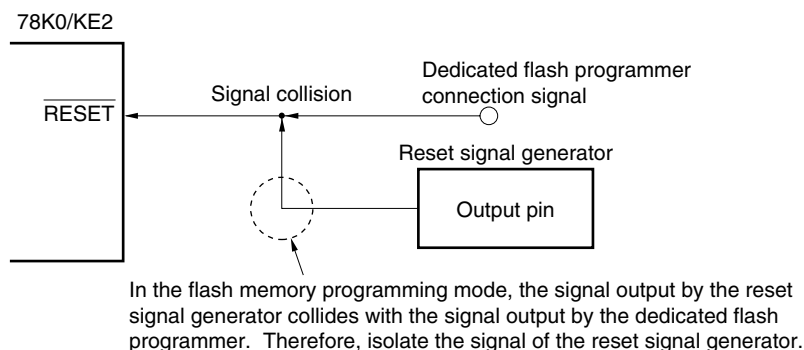 78K0/KE2
Dedicated flash programmer
connection signal
Signal collision
RESET
Reset signal generator
Output pin
In the flash memory programming mode, the signal output by the reset
signal generator collides with the signal output by the dedicated flash
programmer.  Therefore, isolate the signal of the reset signal generator.